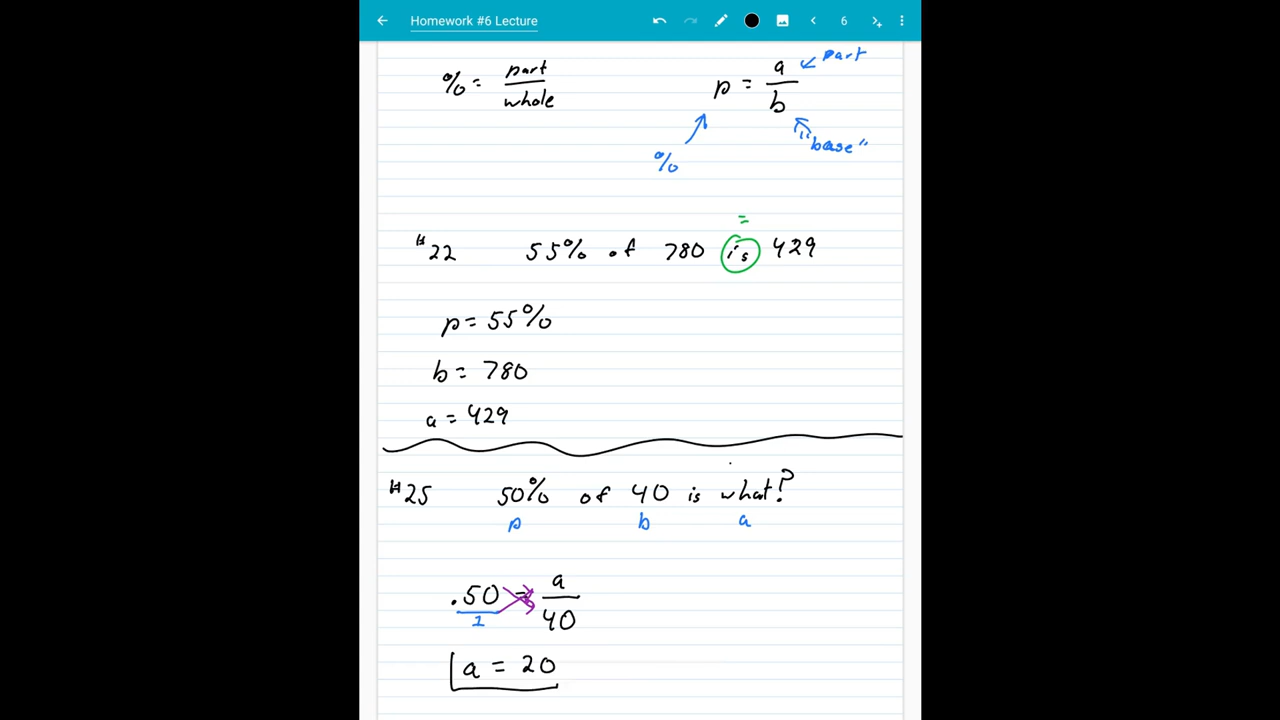 Homework #6 Lecture
6
% = part/whole
p = a/b
part
"base"
%
=
#22 55% of 780 is 429
p = 55%
b = 780
a = 429
#25 50% of 40 is what?
p b a
.50/1 = a/40
a = 20